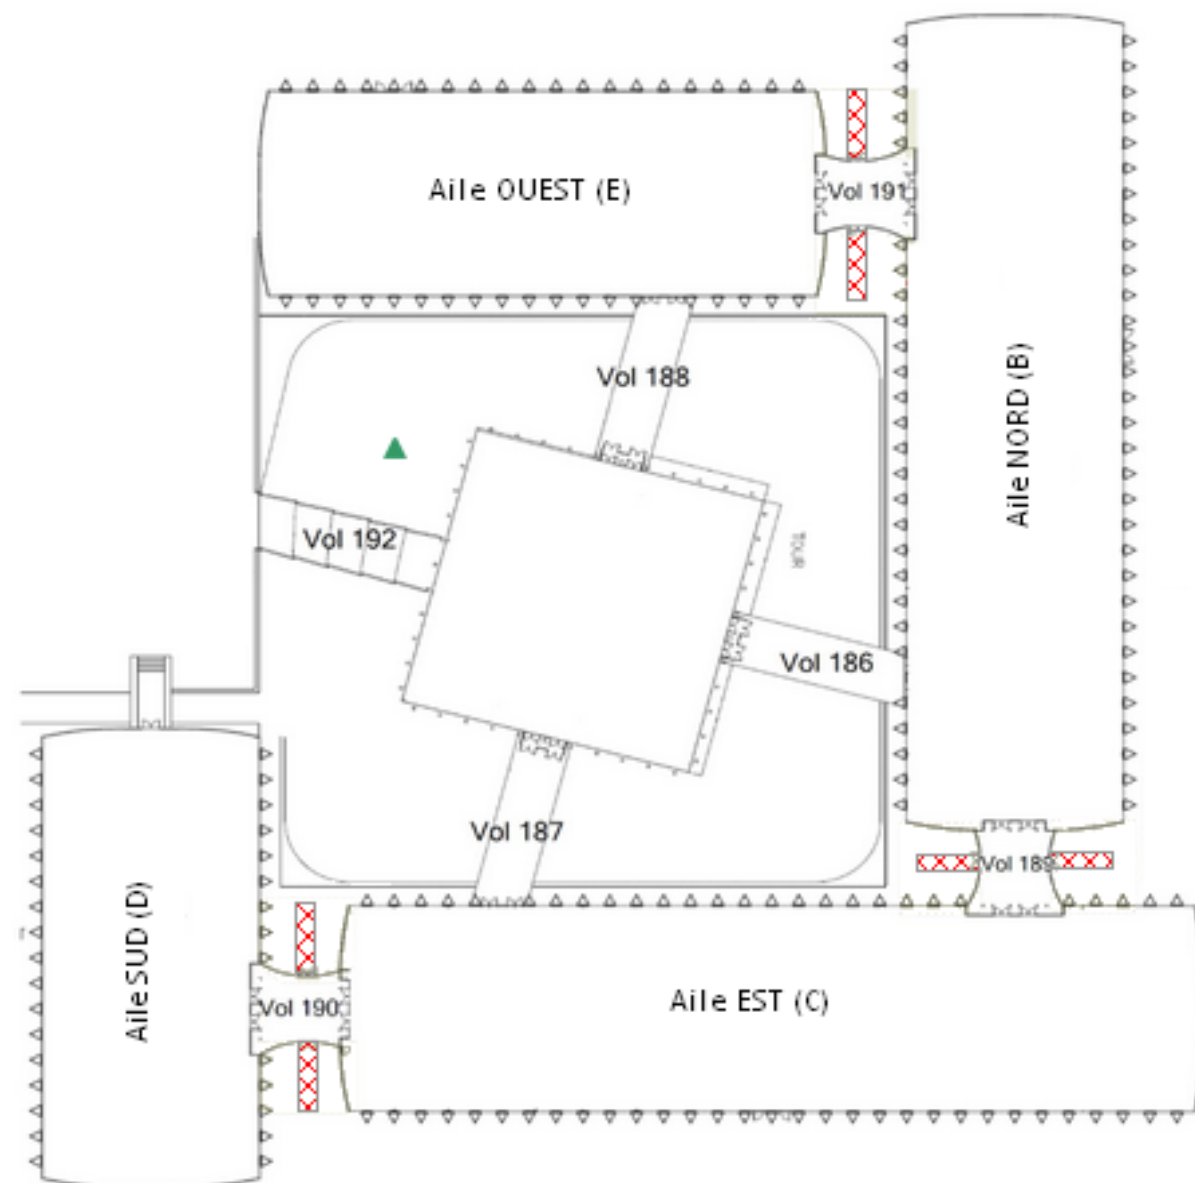 Aile OUEST (E)
Vol 191
Vol 188
Aile NORD (B)
Vol 192
TOUR
Vol 186
Vol 187
Vol 189
Aile SUD (D)
Vol 190
Aile EST (C)